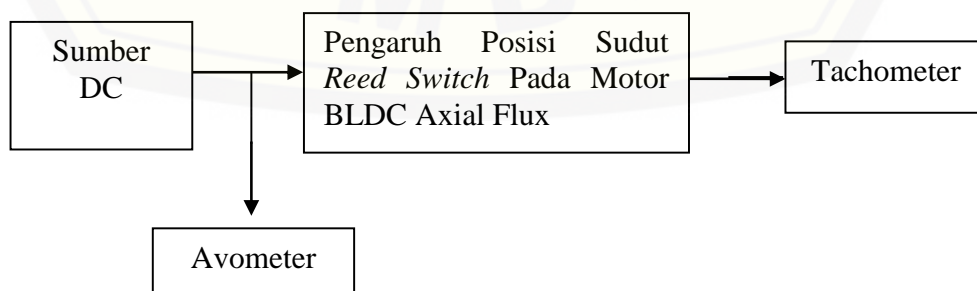 Sumber
DC
Pengaruh Posisi Sudut
Reed Switch Pada Motor
BLDC Axial Flux
Tachometer
Avometer